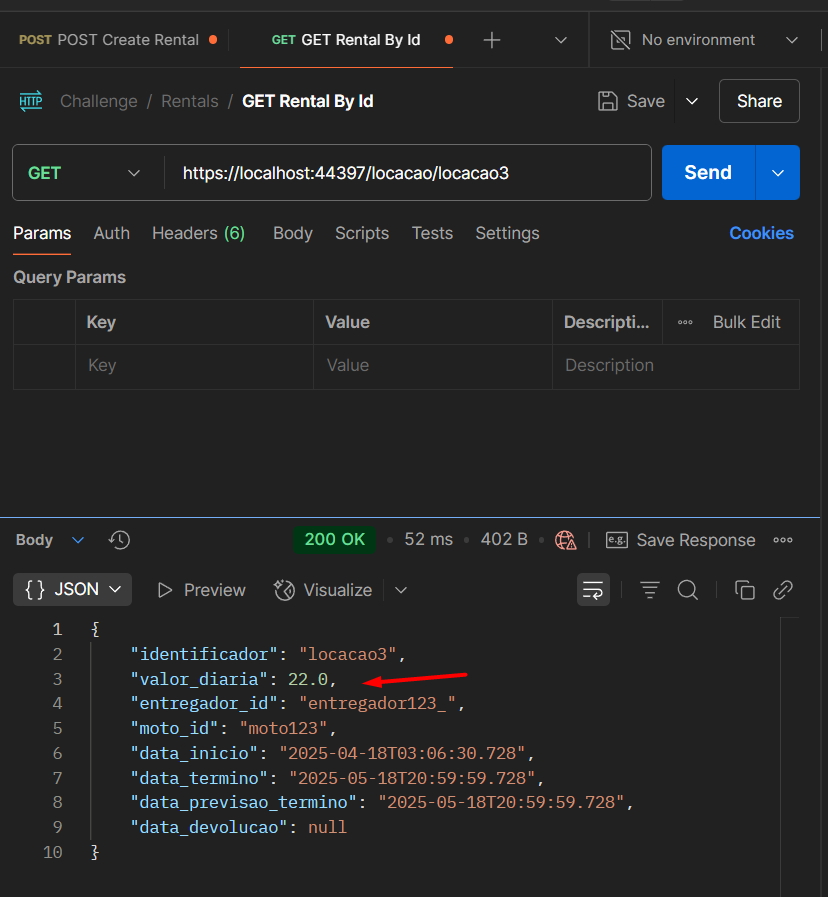 POST POST Create Rental GET GET Rental By Id No environment
HTTP Challenge / Rentals / GET Rental By Id Save Share
GET https://localhost:44397/locacao/locacao3 Send
Params Auth Headers (6) Body Scripts Tests Settings Cookies
Query Params
Key Value Descripti... Bulk Edit
Key Value Description
Body 200 OK 52 ms 402 B e.g. Save Response
{} JSON Preview Visualize
1 {
2 "identificador": "locacao3",
3 "valor_diaria": 22.0,
4 "entregador_id": "entregador123_",
5 "moto_id": "moto123",
6 "data_inicio": "2025-04-18T03:06:30.728",
7 "data_termino": "2025-05-18T20:59:59.728",
8 "data_previsao_termino": "2025-05-18T20:59:59.728",
9 "data_devolucao": null
10 }